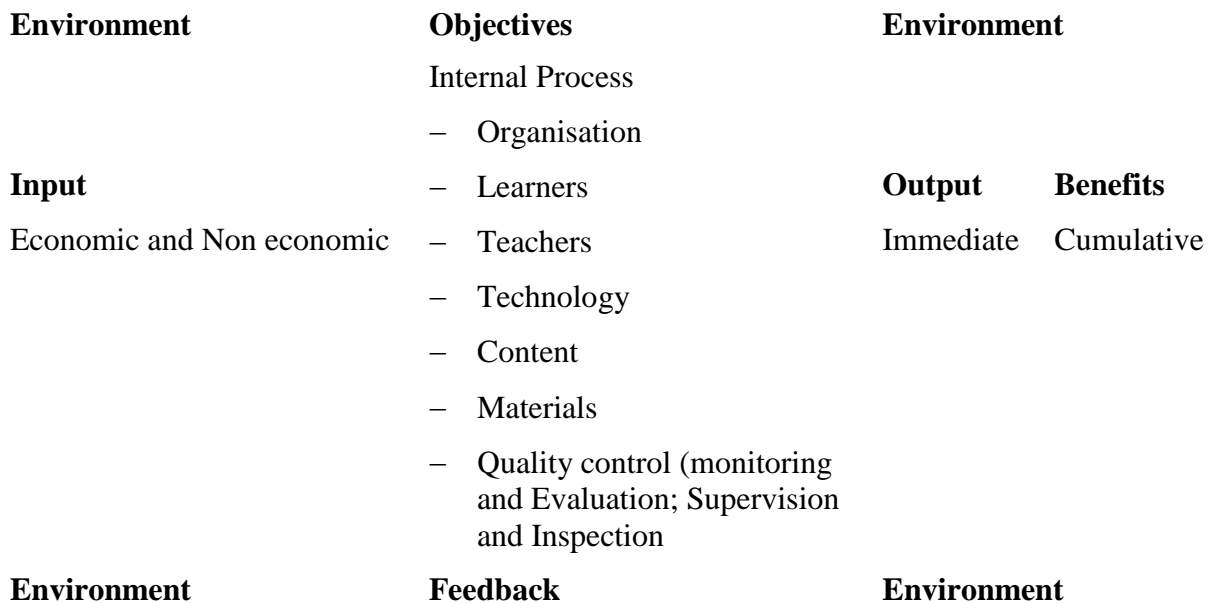 Environment Objectives Environment
Internal Process
– Organisation
Input – Learners Output Benefits
Economic and Non economic – Teachers Immediate Cumulative
– Technology
– Content
– Materials
– Quality control (monitoring
and Evaluation; Supervision
and Inspection
Environment Feedback Environment